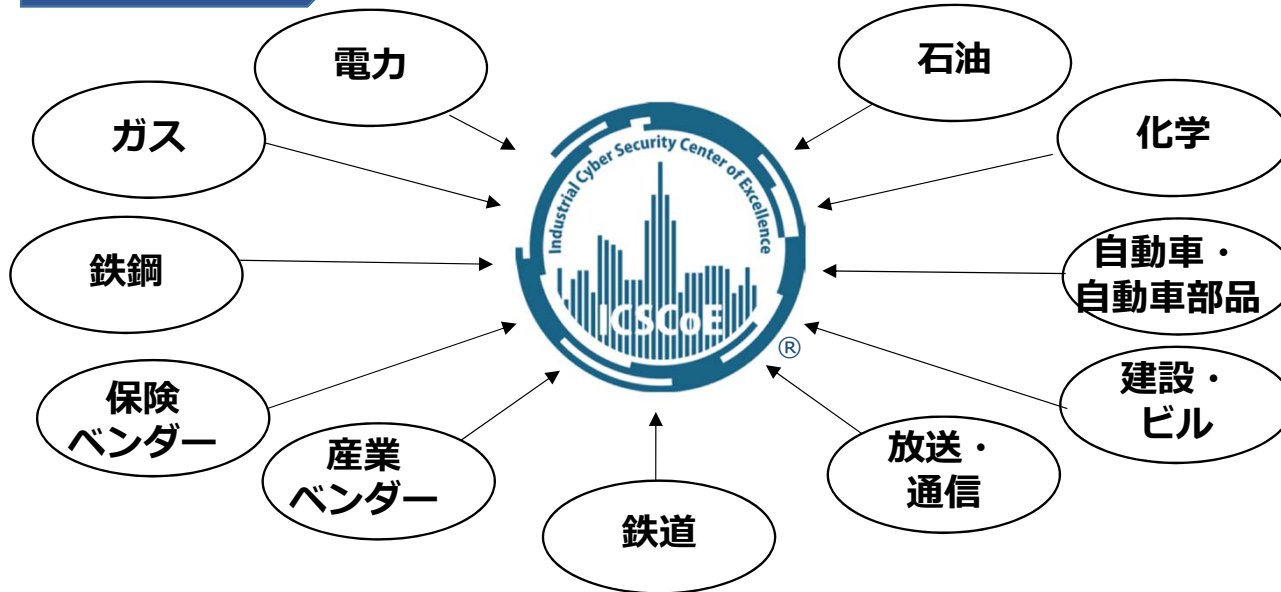 電力
石油
ガス
化学
Industrial Cyber Security Center of Excellence
鉄鋼
自動車・
自動車部品
ICSCoE
®
保険
ベンダー
建設・
ビル
産業
ベンダー
放送・
通信
鉄道